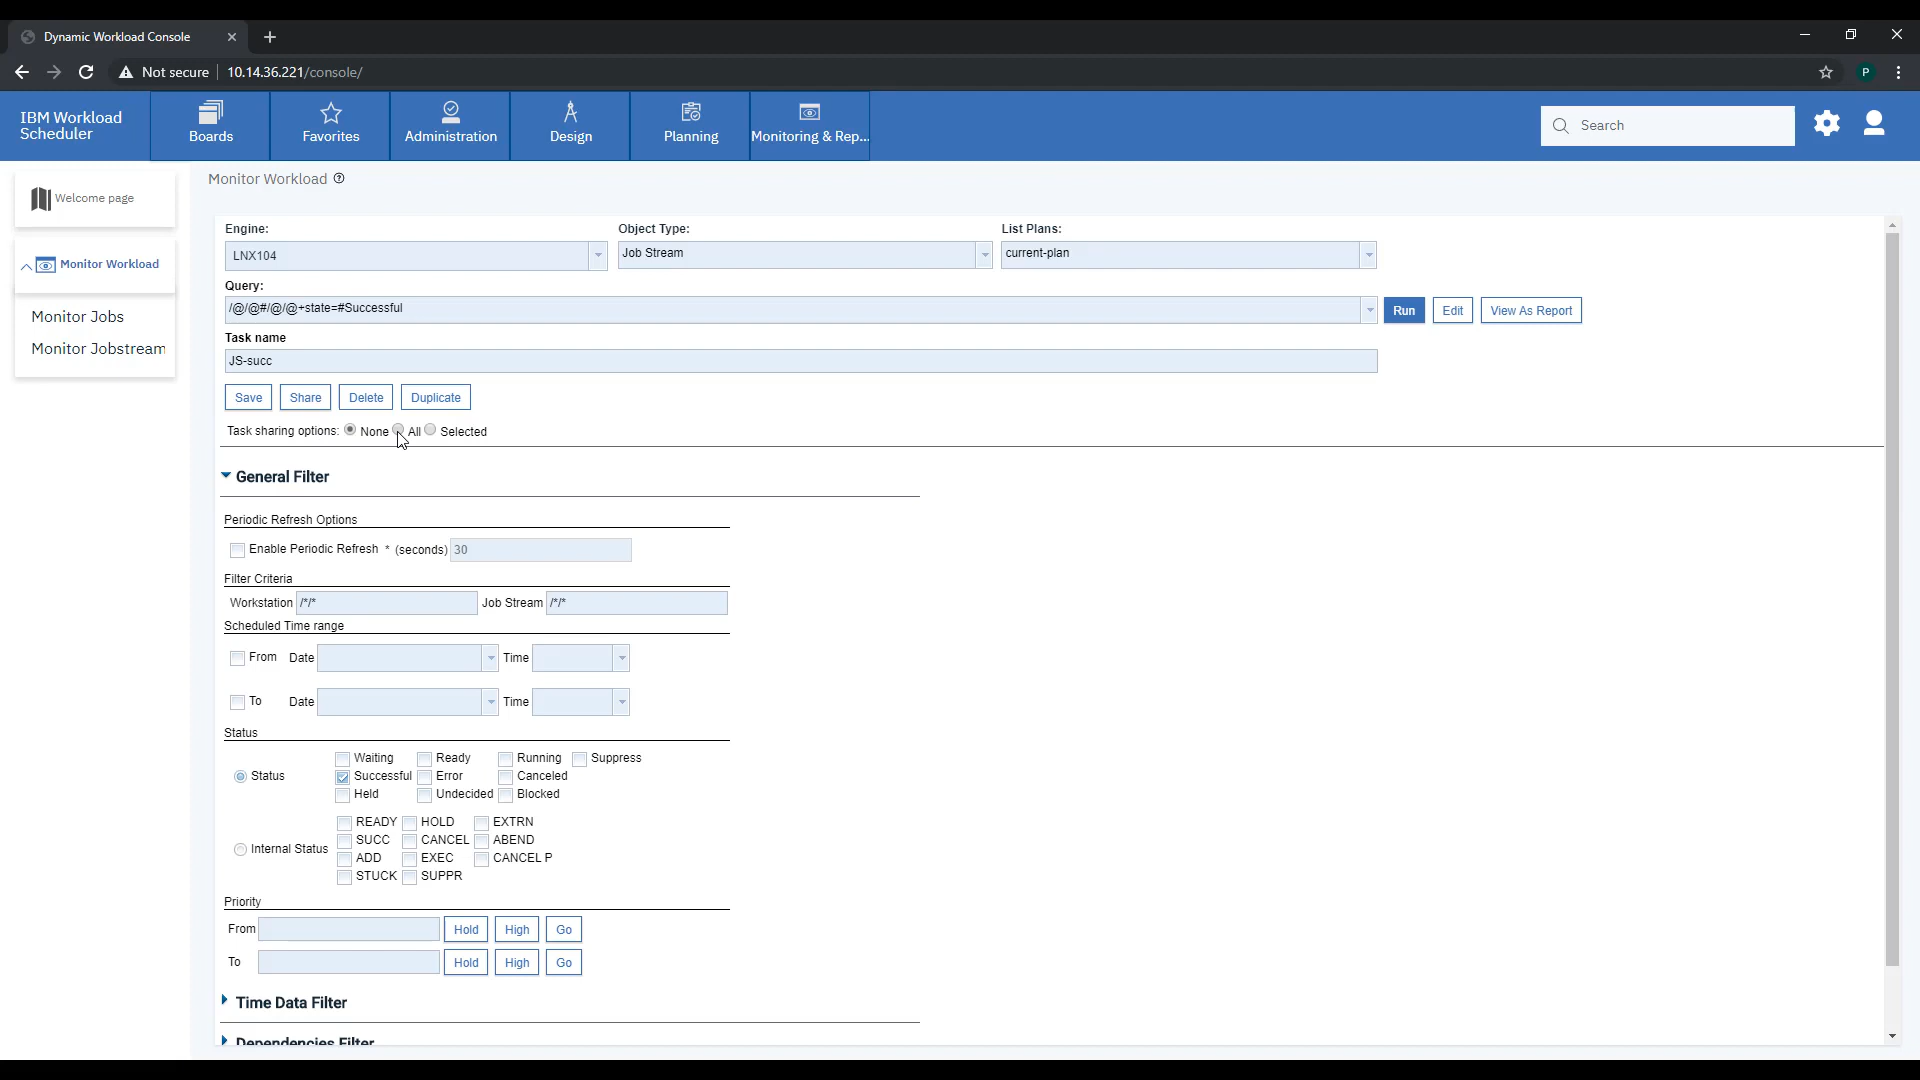 Dynamic Workload Console
Not secure 10.14.36.221/console/
P
IBM Workload Scheduler
Boards
Favorites
Administration
Design
Planning
Monitoring & Rep...
Search
Welcome page
Monitor Workload
Monitor Jobs
Monitor Jobstream
Monitor Workload
Engine: Object Type: List Plans:
LNX104 Job Stream current-plan
Query:
/@/@#/@/@+state=#Successful Run Edit View As Report
Task name
JS-succ
Save Share Delete Duplicate
Task sharing options: None All Selected
General Filter
Periodic Refresh Options
Enable Periodic Refresh * (seconds) 30
Filter Criteria
Workstation /*/* Job Stream /*/*
Scheduled Time range
From Date Time
To Date Time
Status
Waiting Ready Running Suppress
Status Successful Error Canceled
Held Undecided Blocked
READY HOLD EXTRN
SUCC CANCEL ABEND
Internal Status
ADD EXEC CANCEL P
STUCK SUPPR
Priority
From Hold High Go
To Hold High Go
Time Data Filter
Dependencies Filter